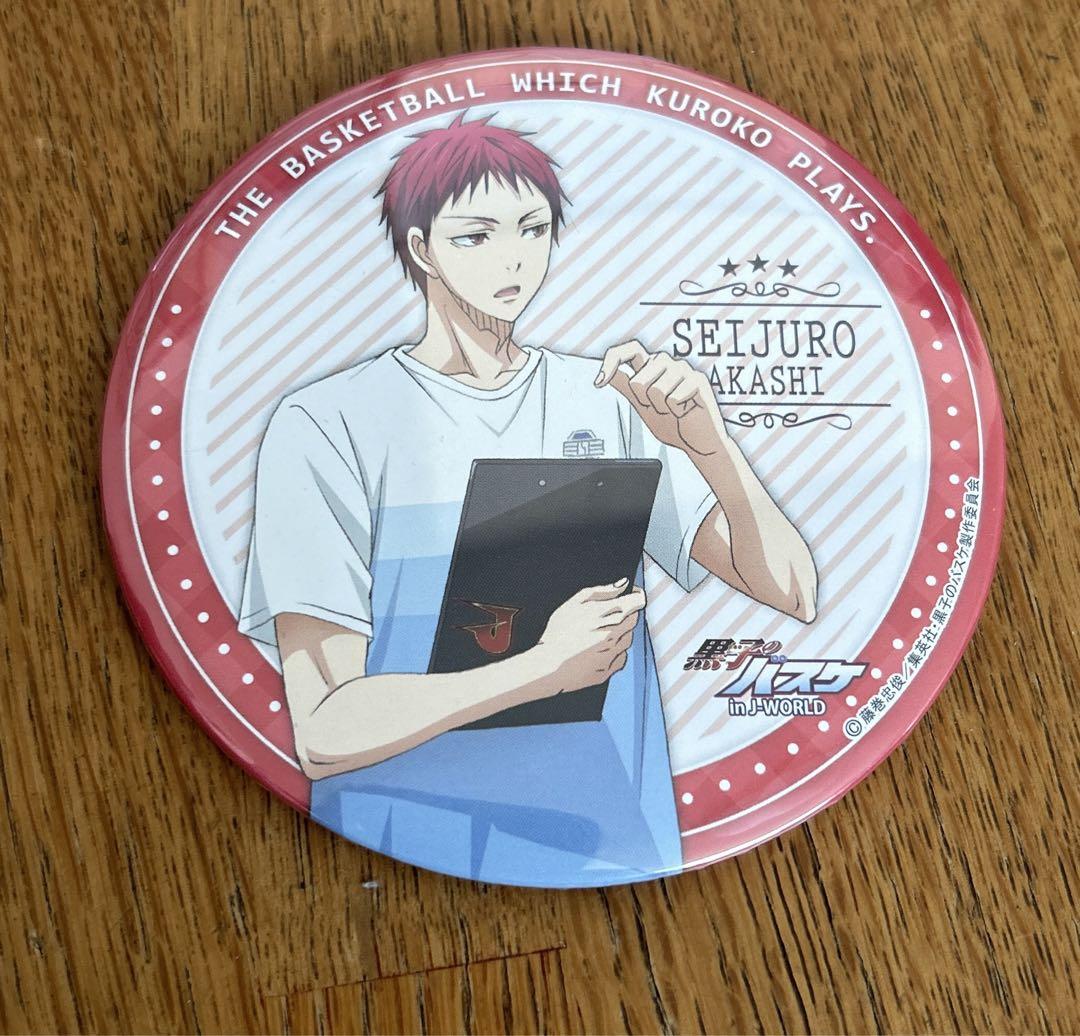 THE BASKETBALL WHICH KUROKO PLAYS.
SEIJURO
AKASHI
黒子の
バスケ
in J-WORLD
© 藤巻忠俊/集英社・黒子のバスケ製作委員会